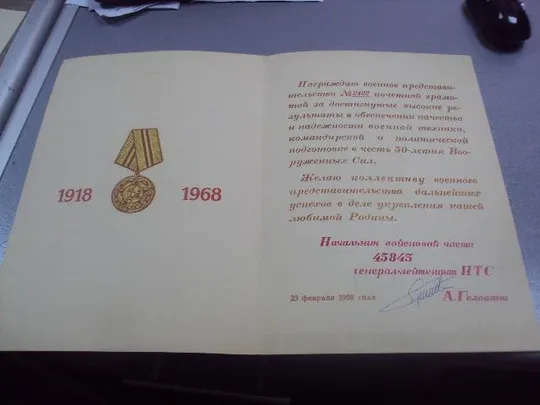 1918
1968
Награждаю военное представи-
тельство № 2492 почетной грамо-
той за достигнутые высокие ре-
зультаты в обеспечении качества
и надежности военной техники,
командирской и политической
подготовке в честь 50-летия Воо-
руженных Сил.
Желаю коллективу военного
представительства дальнейших
успехов в деле укрепления нашей
любимой Родины.
Начальник войсковой части
45845
генерал-лейтенант ИТС
23 февраля 1968 года
А.